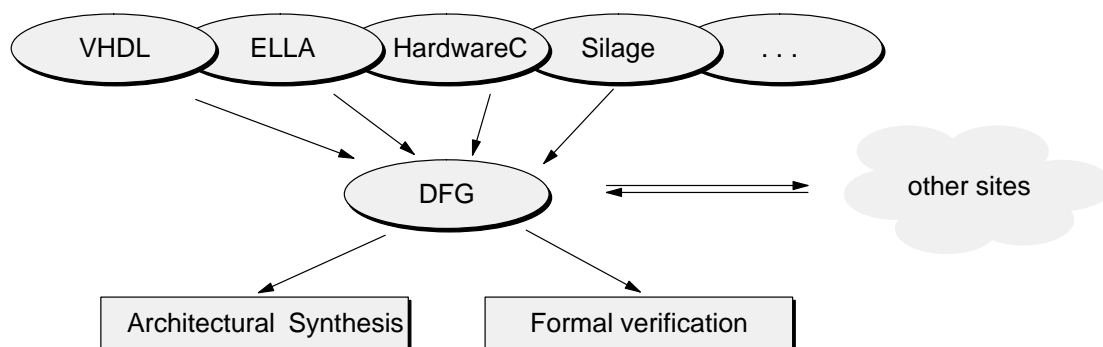 VHDL ELLA HardwareC Silage . . .
DFG other sites
Architectural Synthesis Formal verification